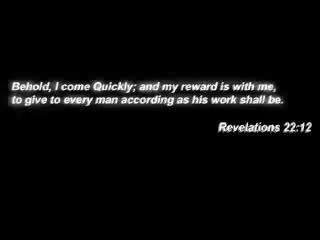 Behold, I come Quickly; and my reward is with me,
to give to every man according as his work shall be.
Revelations 22:12